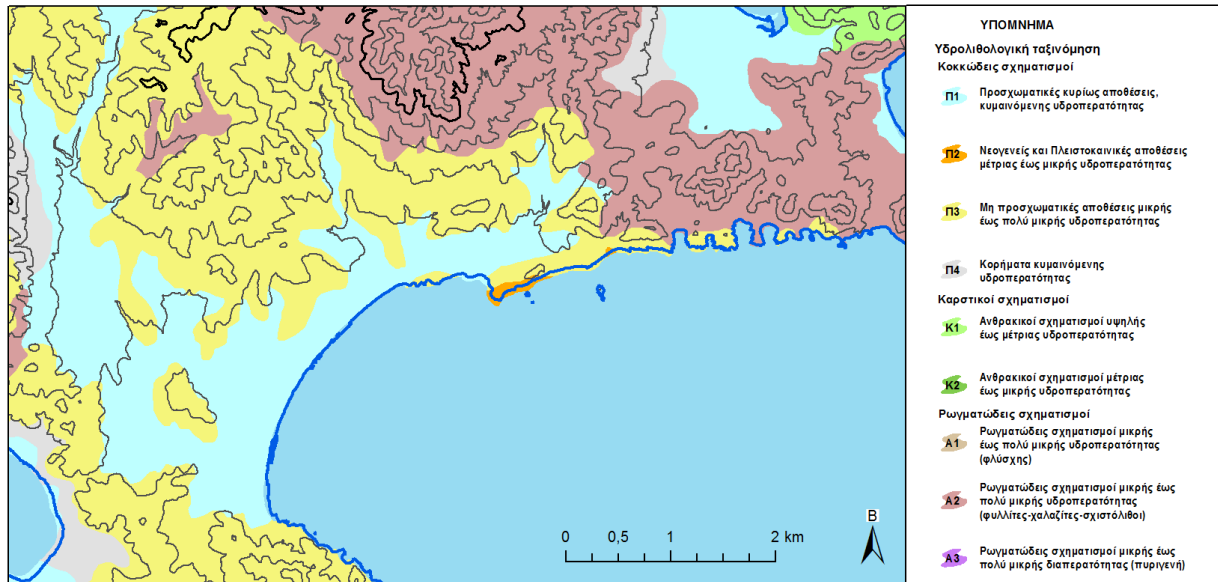 ΥΠΟΜΝΗΜΑ
Υδρολιθολογική ταξινόμηση
Κοκκώδεις σχηματισμοί
Π1 Προσχωματικές κυρίως αποθέσεις,
κυμαινόμενης υδροπερατότητας
Π2 Νεογενείς και Πλειστοκαινικές αποθέσεις
μέτριας έως μικρής υδροπερατότητας
Π3 Μη προσχωματικές αποθέσεις μικρής
έως πολύ μικρής υδροπερατότητας
Π4 Κορήματα κυμαινόμενης
υδροπερατότητας
Καρστικοί σχηματισμοί
Κ1 Ανθρακικοί σχηματισμοί υψηλής
έως μέτριας υδροπερατότητας
Κ2 Ανθρακικοί σχηματισμοί μέτριας
έως μικρής υδροπερατότητας
Ρωγματώδεις σχηματισμοί
Α1 Ρωγματώδεις σχηματισμοί μικρής
έως πολύ μικρής υδροπερατότητας
(φλύσχης)
Α2 Ρωγματώδεις σχηματισμοί μικρής έως
πολύ μικρής υδροπερατότητας
(φυλλίτες-χαλαζίτες-σχιστόλιθοι)
Α3 Ρωγματώδεις σχηματισμοί μικρής έως
πολύ μικρής διαπερατότητας (πυριγενή)
Β
0 0,5 1 2 km